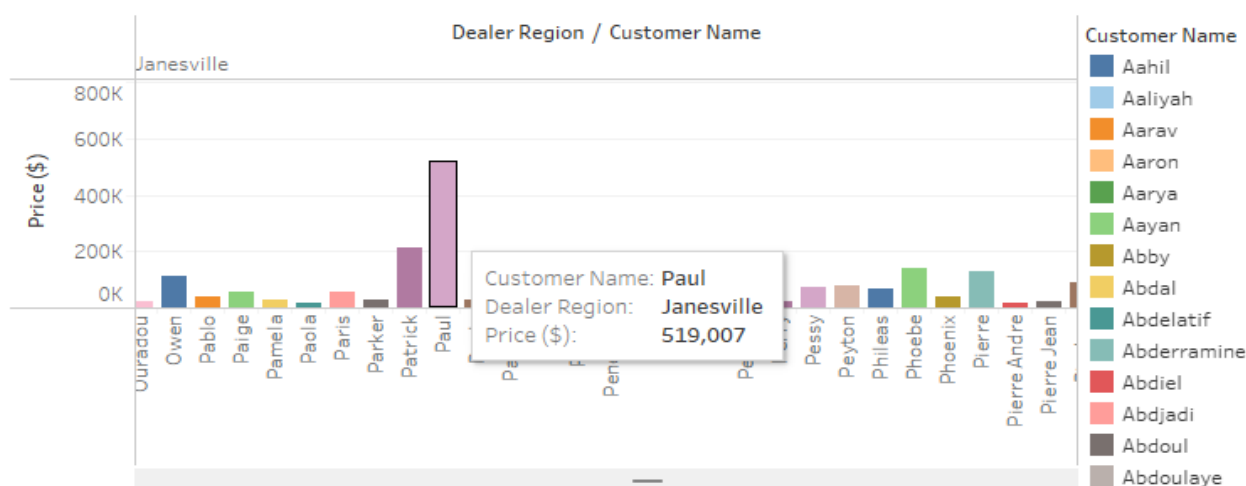 Dealer Region / Customer Name
Janesville
800K
600K
400K
200K
0K
Price ($)
Owen
Pablo
Paige
Pamela
Paola
Paris
Parker
Patrick
Paul
Customer Name: Paul
Dealer Region: Janesville
Price ($): 519,007
Pessy
Peyton
Phileas
Phoebe
Phoenix
Pierre
Pierre Andre
Pierre Jean
Customer Name
Aahil
Aaliyah
Aarav
Aaron
Aarya
Aayan
Abby
Abdal
Abdelatif
Abderramine
Abdiel
Abdjadi
Abdoul
Abdoulaye